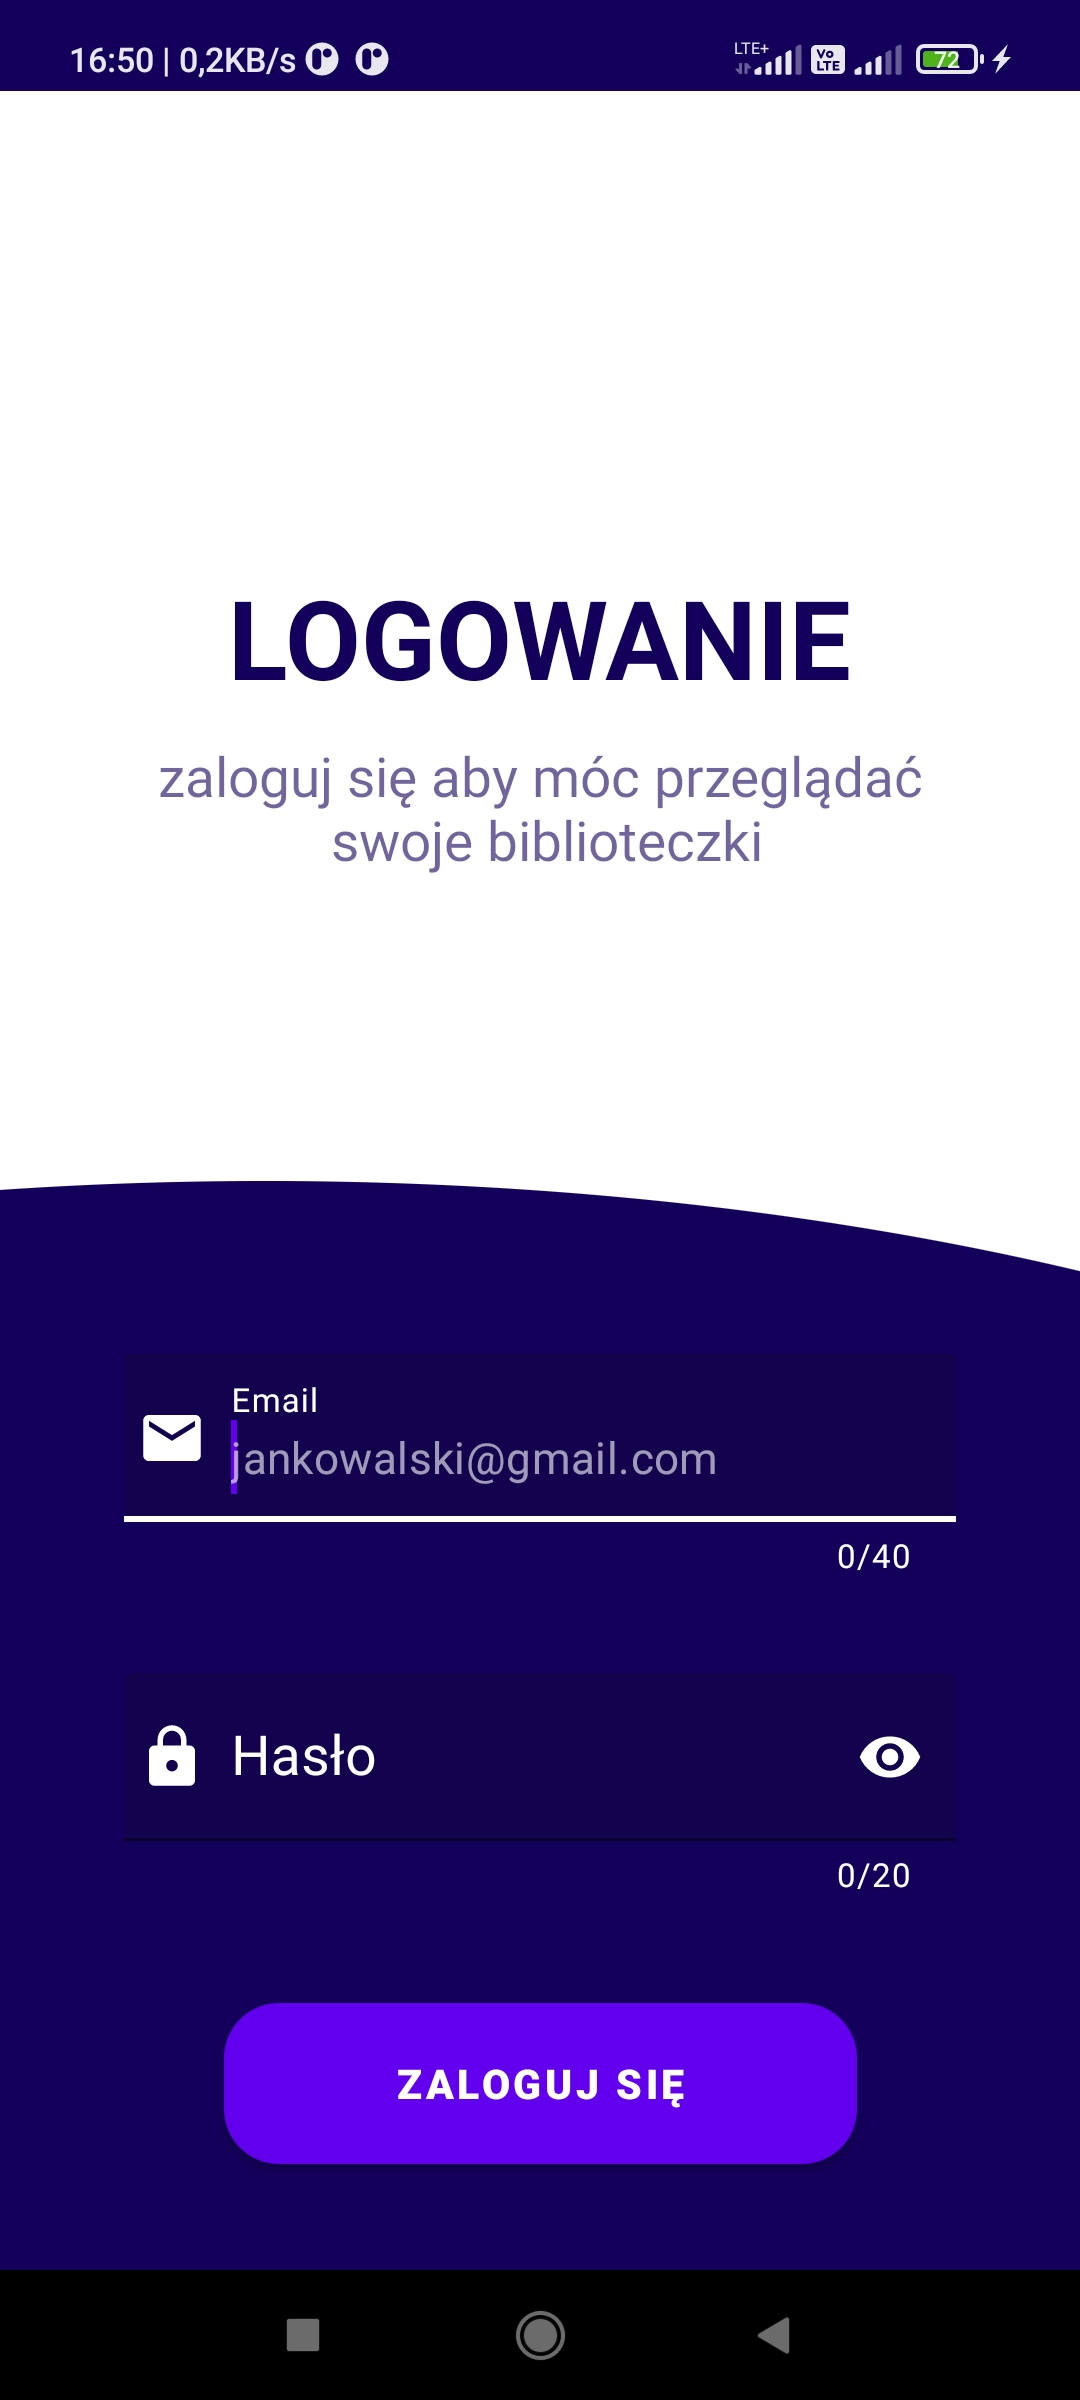 16:50 | 0,2KB/s
LTE+
Vo
LTE
72
LOGOWANIE
zaloguj się aby móc przeglądać
swoje biblioteczki
Email
jankowalski@gmail.com
0/40
Hasło
0/20
ZALOGUJ SIĘ